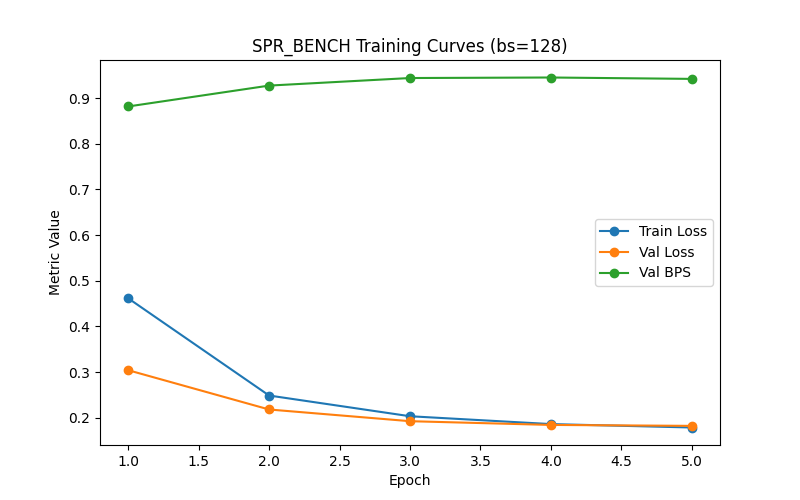 SPR_BENCH Training Curves (bs=128)
Metric Value
0.9
0.8
0.7
0.6
0.5
0.4
0.3
0.2
Train Loss
Val Loss
Val BPS
1.0 1.5 2.0 2.5 3.0 3.5 4.0 4.5 5.0
Epoch